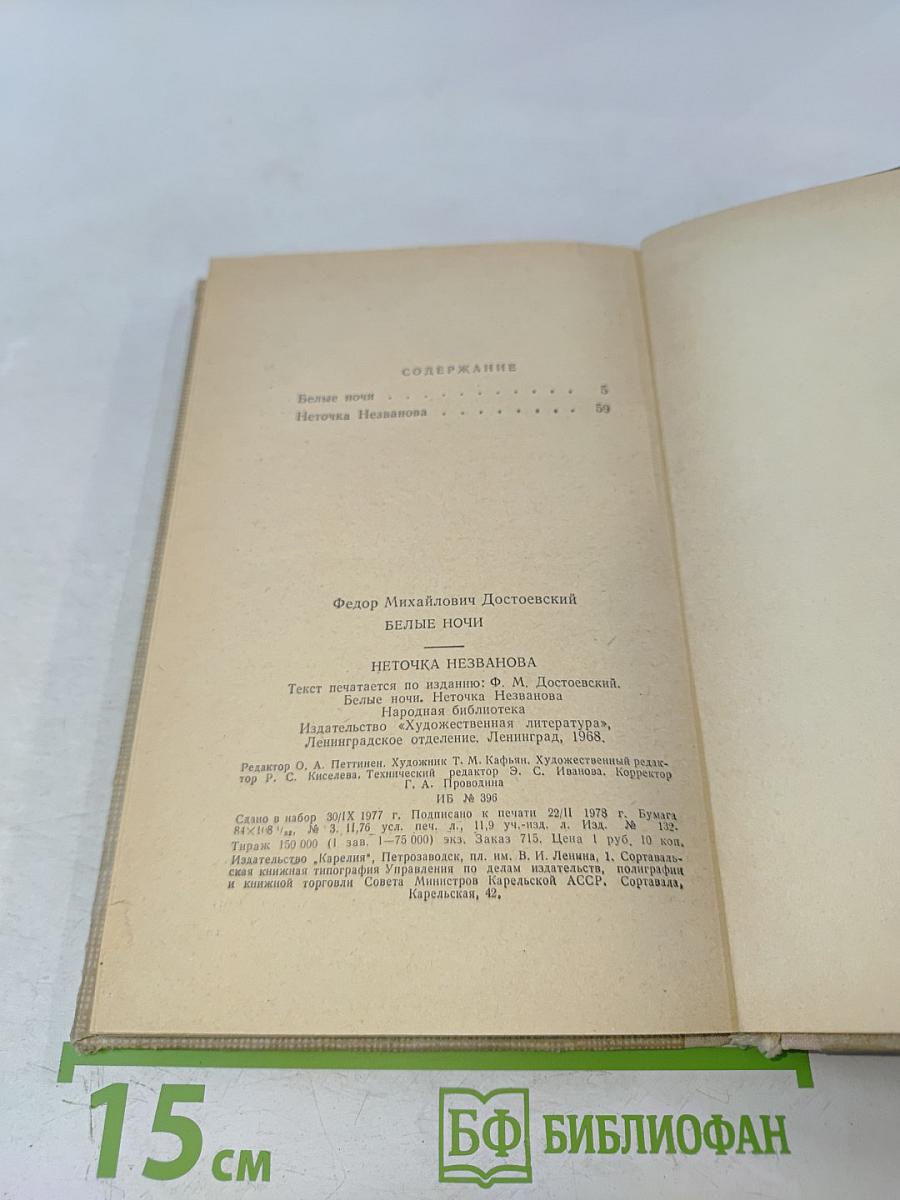 СОДЕРЖАНИЕ
Белые ночи . . . . . . . . . . . 5
Неточка Незванова . . . . . . . . 59
Федор Михайлович Достоевский
БЕЛЫЕ НОЧИ
НЕТОЧКА НЕЗВАНОВА
Текст печатается по изданию: Ф. М. Достоевский.
Белые ночи. Неточка Незванова
Народная библиотека
Издательство «Художественная литература»,
Ленинградское отделение. Ленинград, 1968.
Редактор О. А. Петтинен. Художник Т. М. Кафьян. Художественный редак-
тор Р. С. Киселева. Технический редактор Э. С. Иванова. Корректор
Г. А. Проводина
ИБ № 396
Сдано в набор 30/IX 1977 г. Подписано к печати 22/II 1978 г. Бумага
84×108 1/32, № 3. 11,76 усл. печ. л., 11,9 уч.-изд. л. Изд. № 132.
Тираж 150 000 (1 зав. 1—75 000) экз. Заказ 715. Цена 1 руб. 10 коп.
Издательство „Карелия", Петрозаводск, пл. им. В. И. Ленина, 1. Сортаваль-
ская книжная типография Управления по делам издательств, полиграфии
и книжной торговли Совета Министров Карельской АССР. Сортавала,
Карельская, 42.
15 см
БФ БИБЛИОФАН